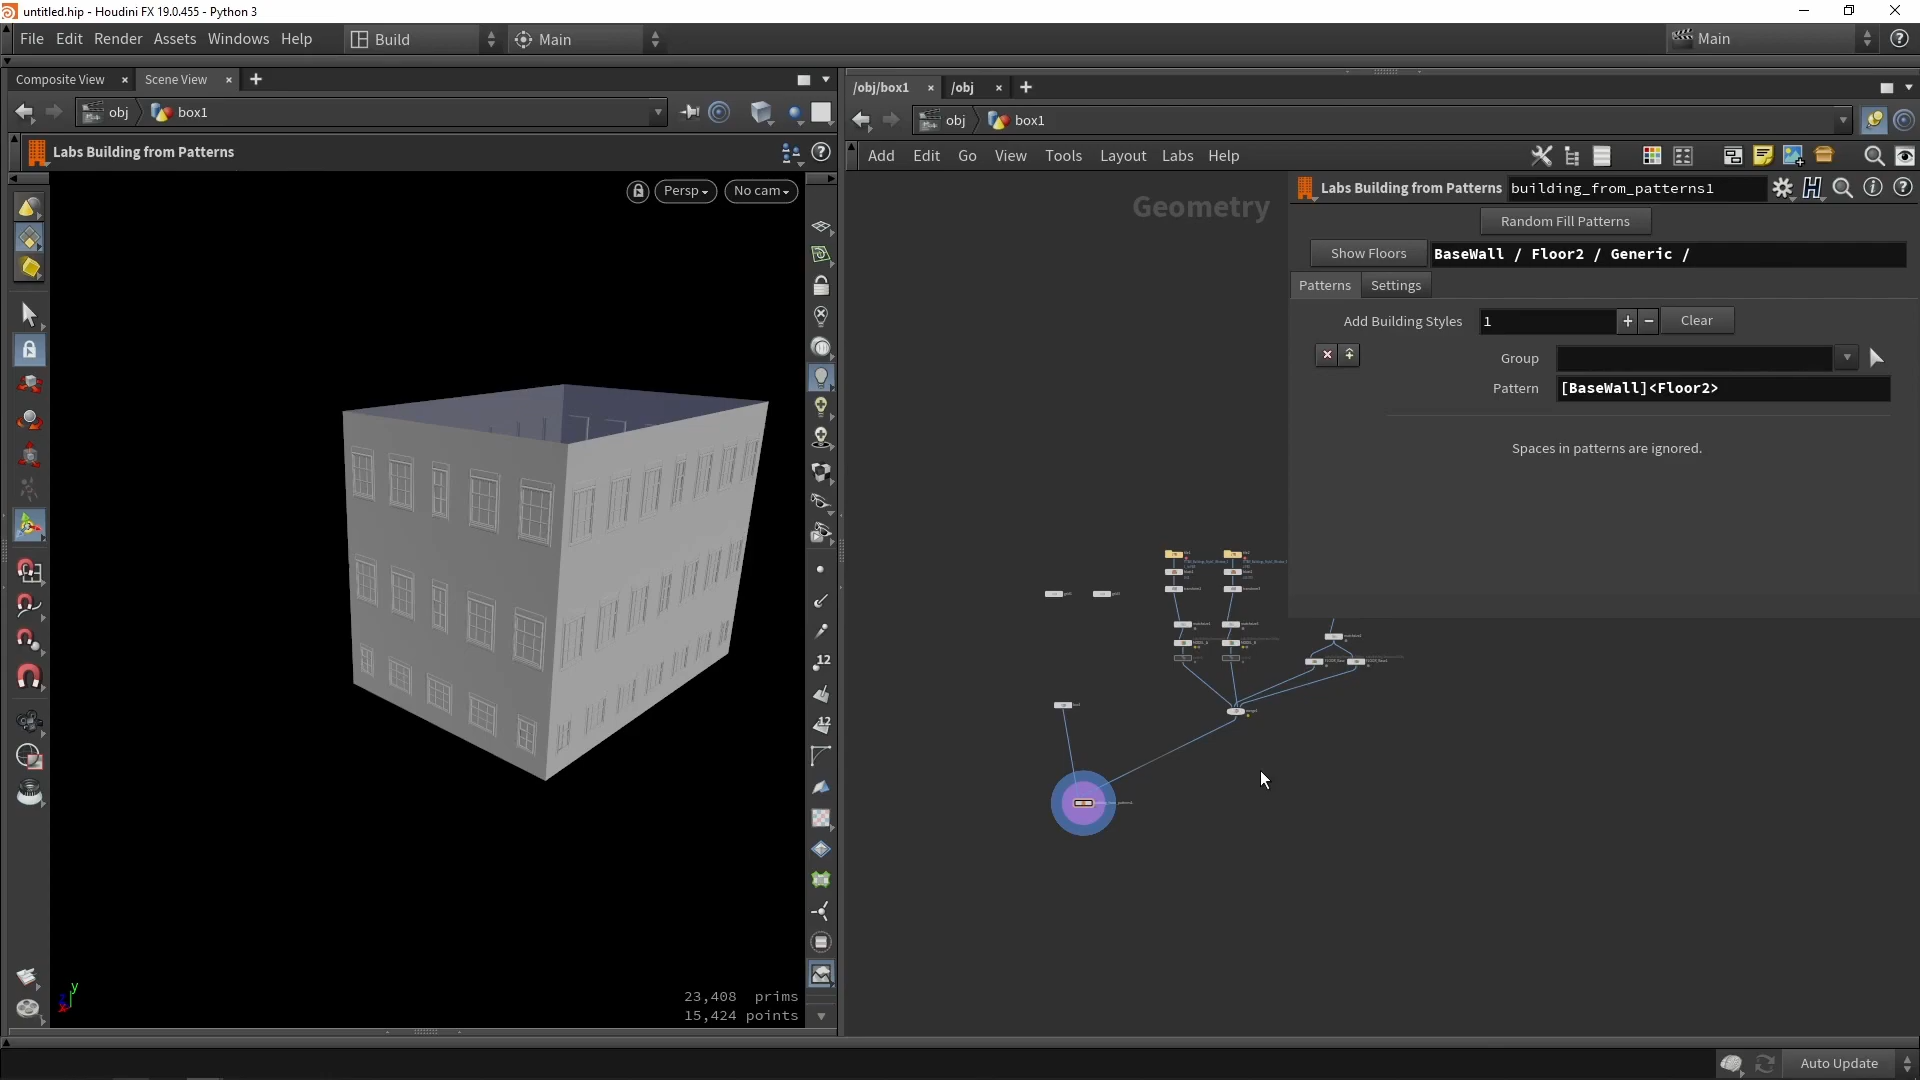 untitled.hip - Houdini FX 19.0.455 - Python 3
File Edit Render Assets Windows Help Build Main Main
Composite View × Scene View ×
/obj/box1 × /obj ×
obj box1
obj box1
Labs Building from Patterns
Add Edit Go View Tools Layout Labs Help
Persp No cam
Geometry
Labs Building from Patterns building_from_patterns1
Random Fill Patterns
Show Floors BaseWall / Floor2 / Generic /
Patterns Settings
Add Building Styles 1 + − Clear
Group
Pattern [BaseWall]<Floor2>
Spaces in patterns are ignored.
12
12
y
x
23,408 prims
15,424 points
Auto Update